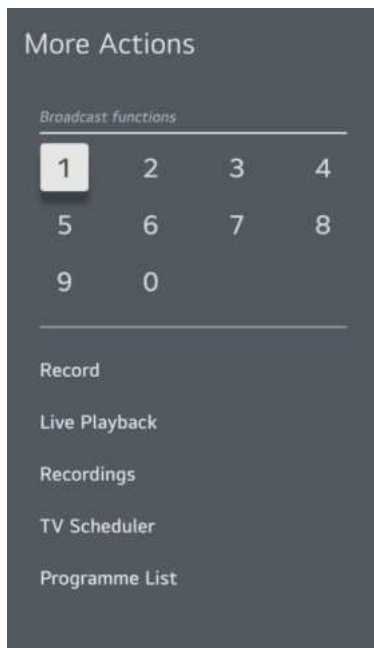 More Actions
Broadcast functions
1 2 3 4
5 6 7 8
9 0
Record
Live Playback
Recordings
TV Scheduler
Programme List